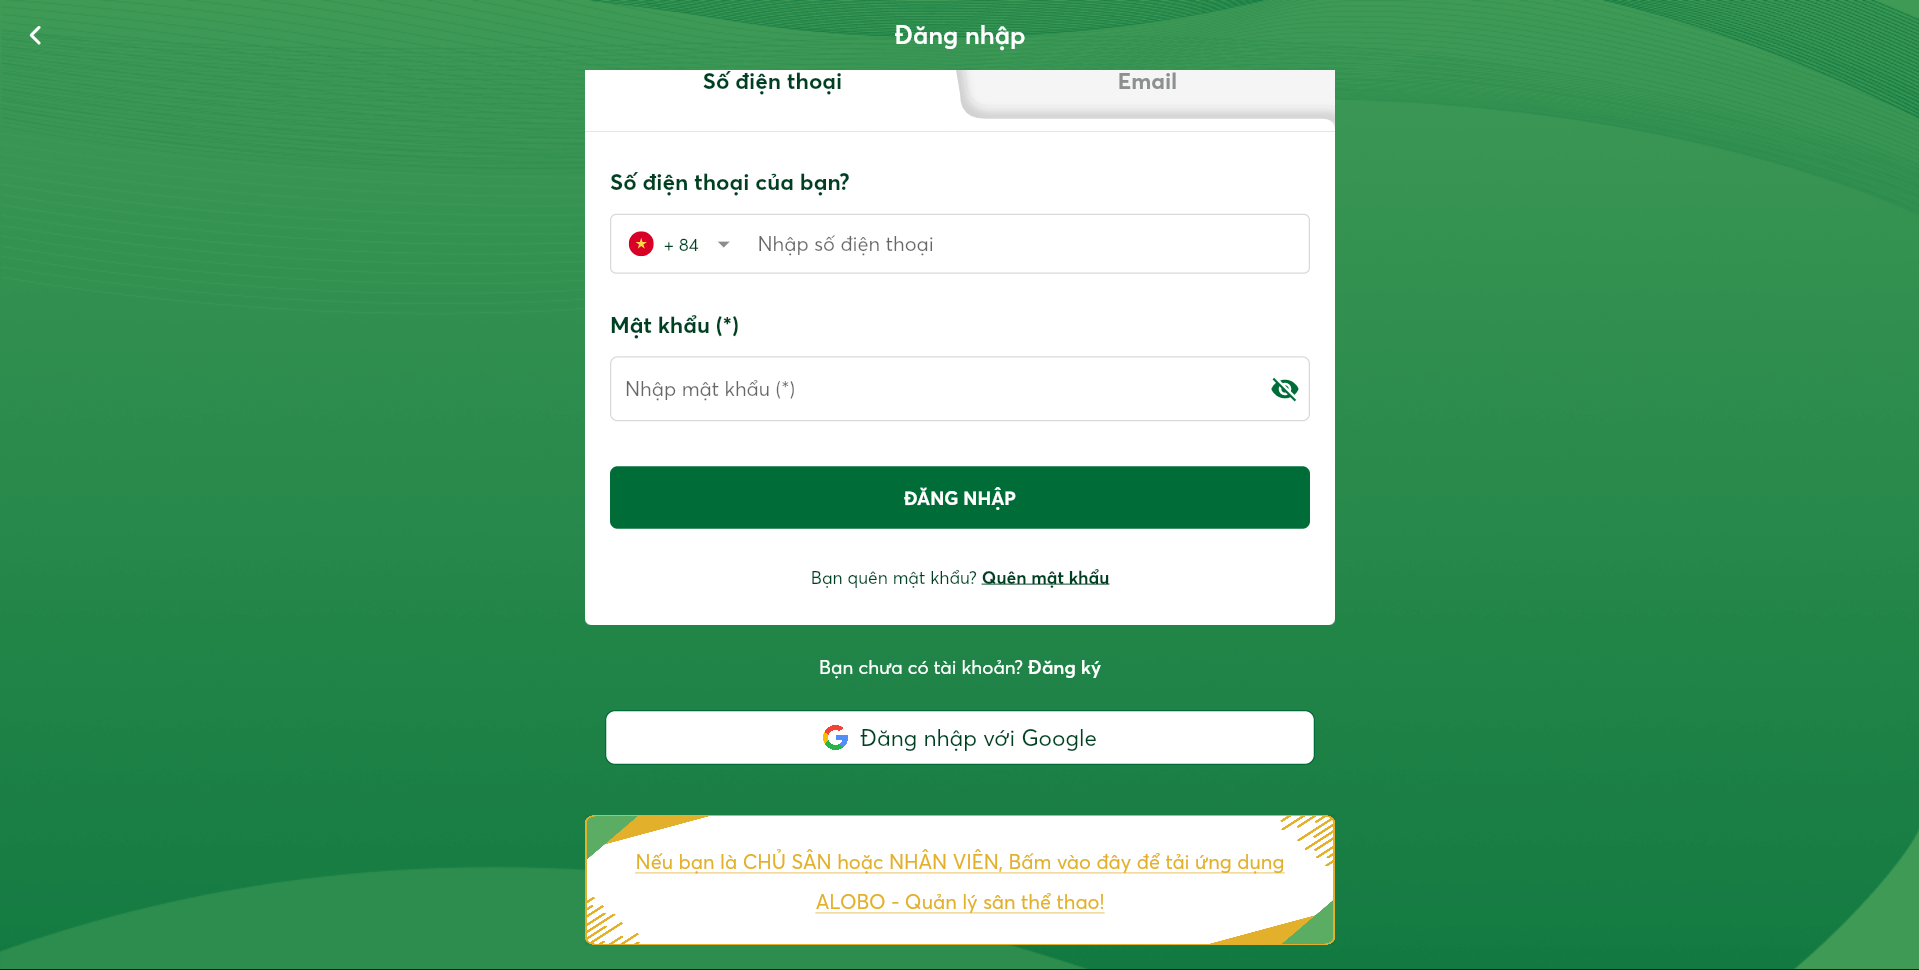 Đăng nhập
Số điện thoại
Email
Số điện thoại của bạn?
+ 84
Nhập số điện thoại
Mật khẩu (*)
Nhập mật khẩu (*)
ĐĂNG NHẬP
Bạn quên mật khẩu? Quên mật khẩu
Bạn chưa có tài khoản? Đăng ký
Đăng nhập với Google
Nếu bạn là CHỦ SÂN hoặc NHÂN VIÊN, Bấm vào đây để tải ứng dụng
ALOBO - Quản lý sân thể thao!